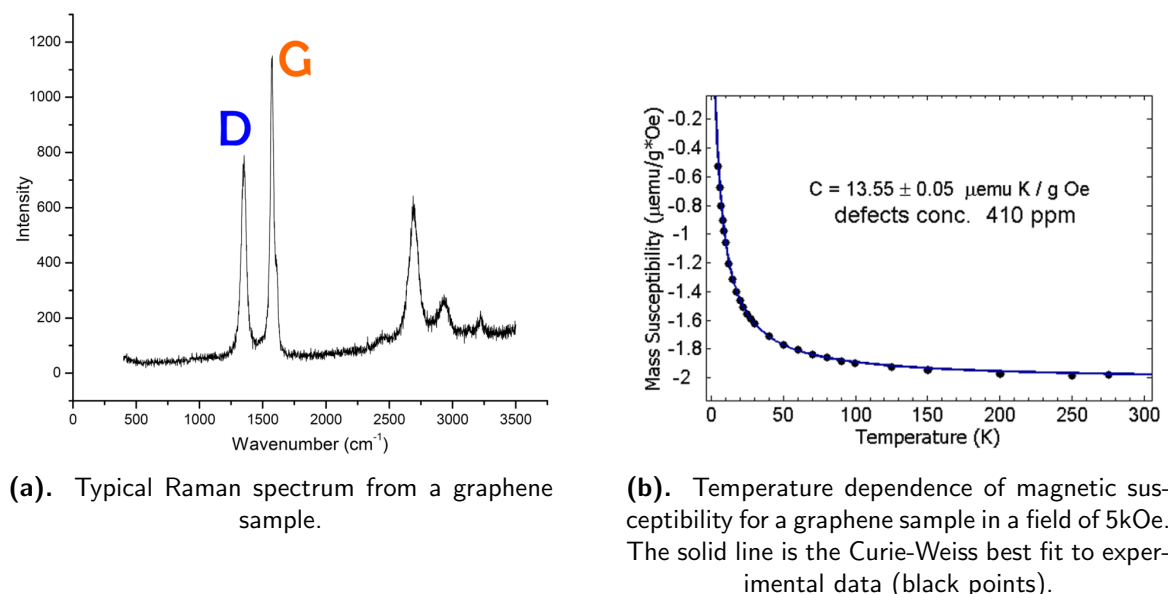 1200
1000
800
600
400
200
0
Intensity
D
G
0 500 1000 1500 2000 2500 3000 3500
Wavenumber (cm⁻¹)
(a). Typical Raman spectrum from a graphene
sample.
-0.2
-0.4
-0.6
-0.8
-1
-1.2
-1.4
-1.6
-1.8
-2
Mass Susceptibility (μemu/g*Oe)
C = 13.55 ± 0.05 μemu K / g Oe
defects conc. 410 ppm
0 50 100 150 200 250 300
Temperature (K)
(b). Temperature dependence of magnetic sus-
ceptibility for a graphene sample in a field of 5kOe.
The solid line is the Curie-Weiss best fit to exper-
imental data (black points).